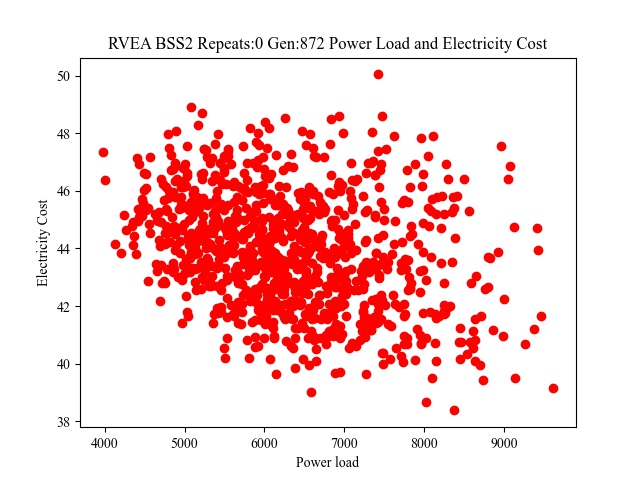 RVEA BSS2 Repeats:0 Gen:872 Power Load and Electricity Cost
50
48
46
44
42
40
38
Electricity Cost
4000 5000 6000 7000 8000 9000
Power load